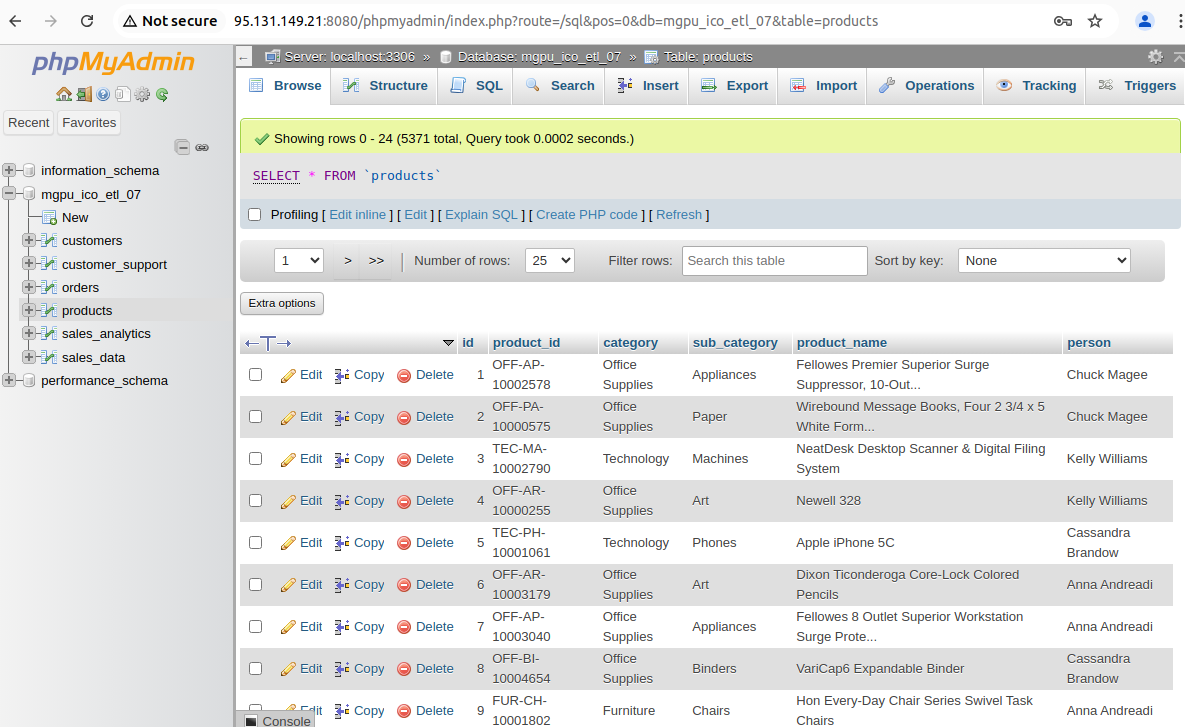 Not secure 95.131.149.21:8080/phpmyadmin/index.php?route=/sql&pos=0&db=mgpu_ico_etl_07&table=products
phpMyAdmin
Recent Favorites
information_schema
mgpu_ico_etl_07
New
customers
customer_support
orders
products
sales_analytics
sales_data
performance_schema
Server: localhost:3306 » Database: mgpu_ico_etl_07 » Table: products
Browse Structure SQL Search Insert Export Import Operations Tracking Triggers
Showing rows 0 - 24 (5371 total, Query took 0.0002 seconds.)
SELECT * FROM `products`
Profiling [ Edit inline ] [ Edit ] [ Explain SQL ] [ Create PHP code ] [ Refresh ]
1 > >> | Number of rows: 25 Filter rows: Search this table Sort by key: None
Extra options
←T→ id product_id category sub_category product_name person
Edit Copy Delete 1 OFF-AP-10002578 Office Supplies Appliances Fellowes Premier Superior Surge Suppressor, 10-Out... Chuck Magee
Edit Copy Delete 2 OFF-PA-10000575 Office Supplies Paper Wirebound Message Books, Four 2 3/4 x 5 White Form... Chuck Magee
Edit Copy Delete 3 TEC-MA-10002790 Technology Machines NeatDesk Desktop Scanner & Digital Filing System Kelly Williams
Edit Copy Delete 4 OFF-AR-10000255 Office Supplies Art Newell 328 Kelly Williams
Edit Copy Delete 5 TEC-PH-10001061 Technology Phones Apple iPhone 5C Cassandra Brandow
Edit Copy Delete 6 OFF-AR-10003179 Office Supplies Art Dixon Ticonderoga Core-Lock Colored Pencils Anna Andreadi
Edit Copy Delete 7 OFF-AP-10003040 Office Supplies Appliances Fellowes 8 Outlet Superior Workstation Surge Prote... Anna Andreadi
Edit Copy Delete 8 OFF-BI-10004654 Office Supplies Binders VariCap6 Expandable Binder Cassandra Brandow
Edit Copy Delete 9 FUR-CH-10001802 Furniture Chairs Hon Every-Day Chair Series Swivel Task Chairs Anna Andreadi
Console